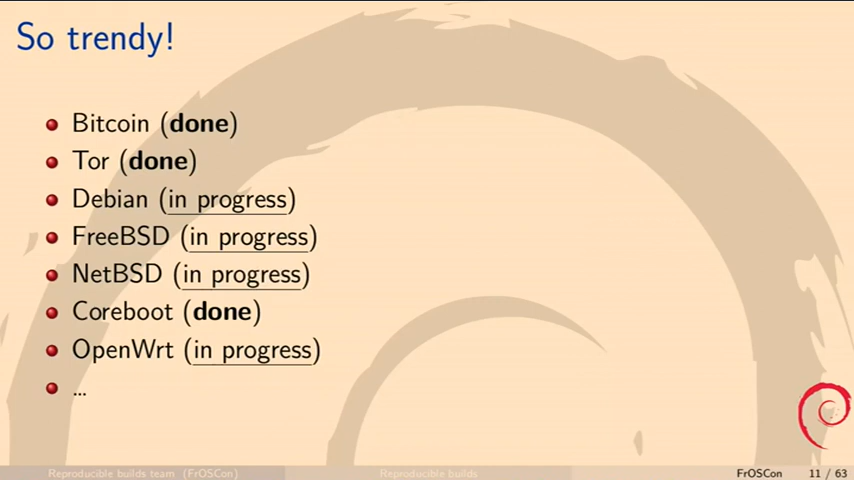 So trendy!
Bitcoin (done)
Tor (done)
Debian (in progress)
FreeBSD (in progress)
NetBSD (in progress)
Coreboot (done)
OpenWrt (in progress)
...
Reproducible builds team (FrOSCon) Reproducible builds FrOSCon 11 / 63